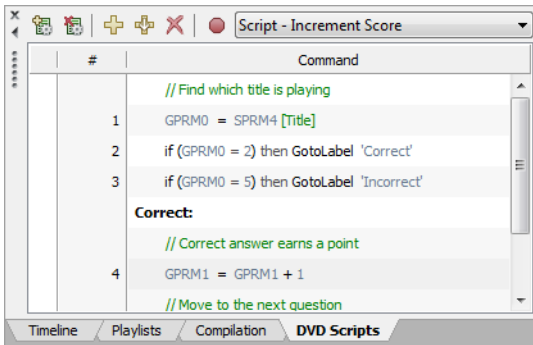 Script - Increment Score
# Command
// Find which title is playing
1 GPRM0 = SPRM4 [Title]
2 if (GPRM0 = 2) then GotoLabel 'Correct'
3 if (GPRM0 = 5) then GotoLabel 'Incorrect'
Correct:
// Correct answer earns a point
4 GPRM1 = GPRM1 + 1
// Move to the next question
Timeline Playlists Compilation DVD Scripts